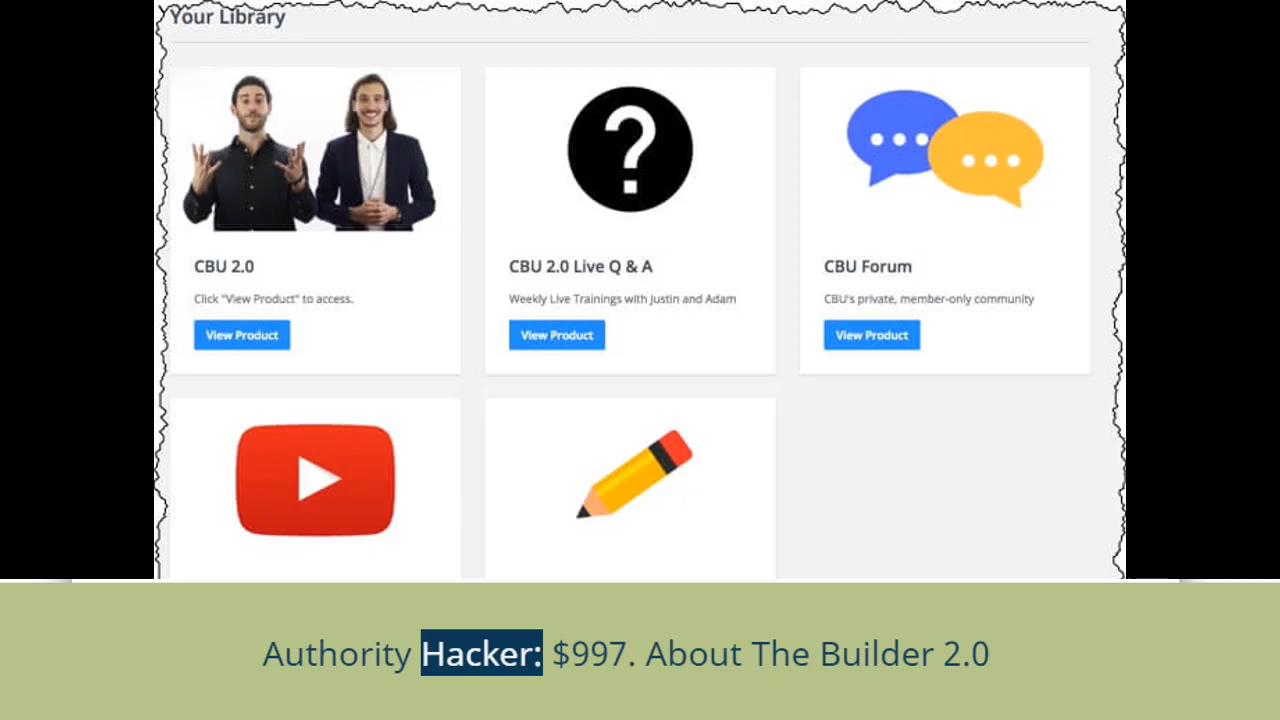 Your Library
CBU 2.0
Click "View Product" to access.
View Product
CBU 2.0 Live Q & A
Weekly Live Trainings with Justin and Adam
View Product
CBU Forum
CBU's private, member-only community
View Product
Authority Hacker: $997. About The Builder 2.0